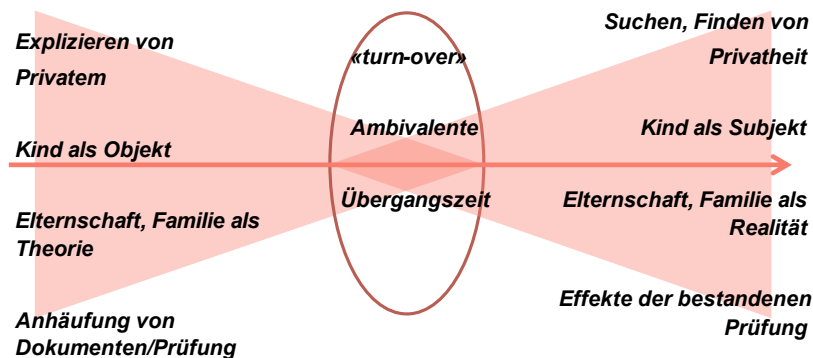 Explizieren von
Privatem
Kind als Objekt
Elternschaft, Familie als
Theorie
Anhäufung von
Dokumenten/Prüfung
«turn-over»
Ambivalente
Übergangszeit
Suchen, Finden von
Privatheit
Kind als Subjekt
Elternschaft, Familie als
Realität
Effekte der bestandenen
Prüfung